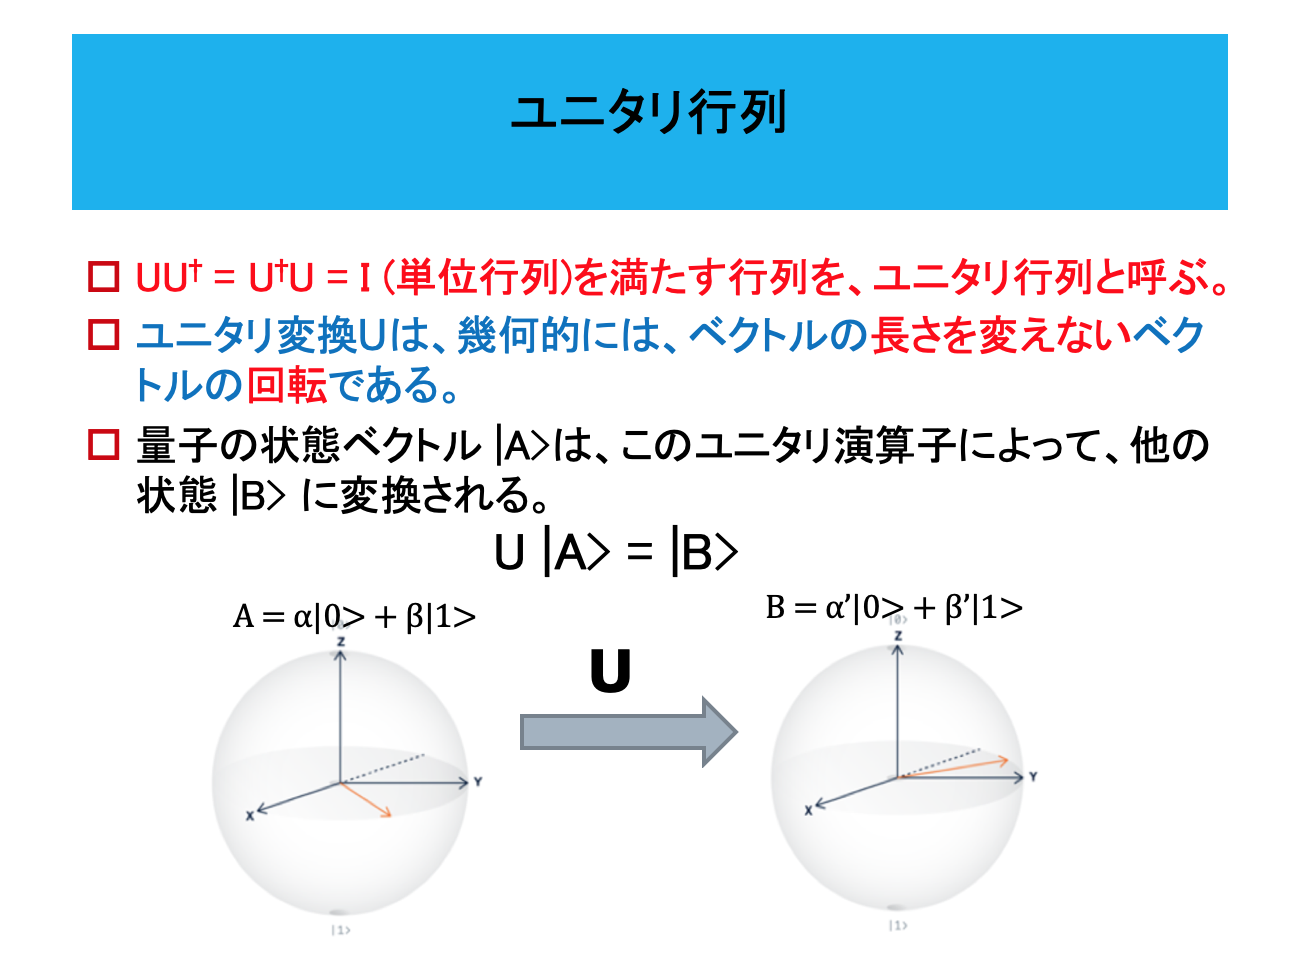 ユニタリ行列
UU† = U†U = I (単位行列)を満たす行列を、ユニタリ行列と呼ぶ。
ユニタリ変換Uは、幾何的には、ベクトルの長さを変えないベク
トルの回転である。
量子の状態ベクトル |A>は、このユニタリ演算子によって、他の
状態 |B> に変換される。
U |A> = |B>
A = α|0> + β|1>
B = α’|0> + β’|1>
|0>
|0>
Z
Z
U
Y
Y
X
X
|1>
|1>